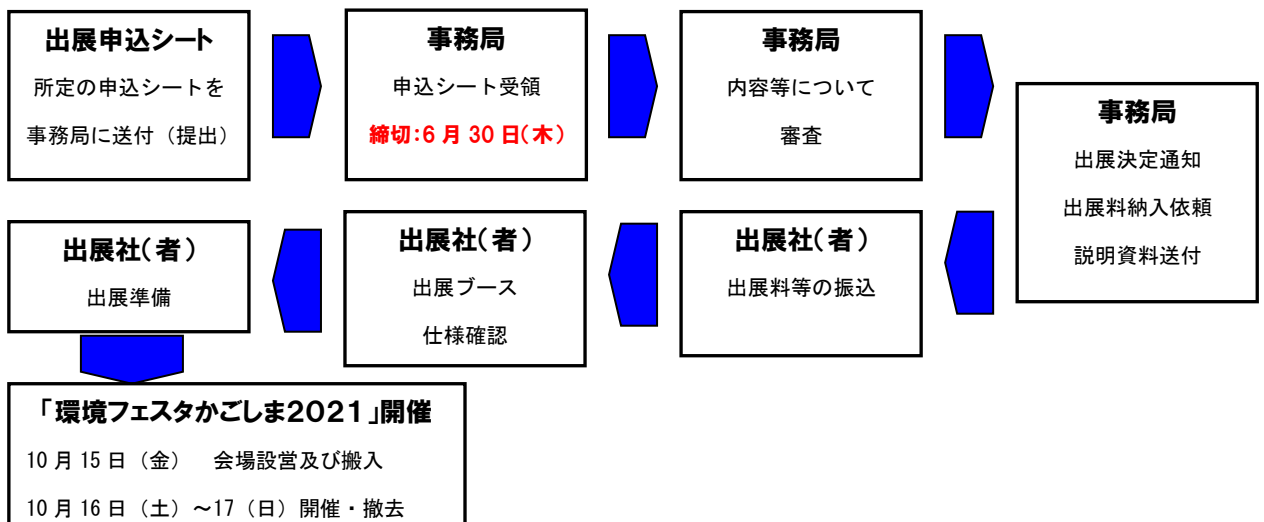 出展申込シート
所定の申込シートを
事務局に送付（提出）
事務局
申込シート受領
締切：6月30日（木）
事務局
内容等について
審査
事務局
出展決定通知
出展料納入依頼
説明資料送付
出展社（者）
出展料等の振込
出展社（者）
出展ブース
仕様確認
出展社（者）
出展準備
「環境フェスタかごしま２０２１」開催
10月15日（金）　会場設営及び搬入
10月16日（土）～17（日）開催・撤去